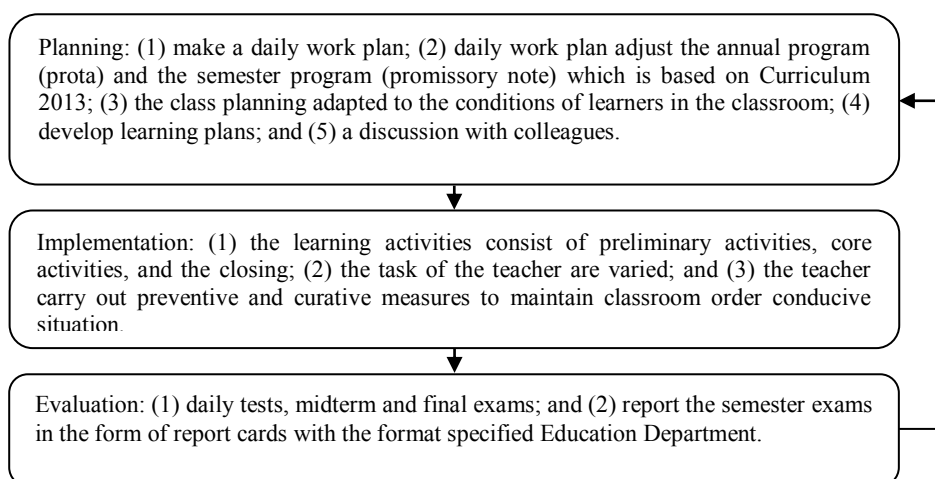 Planning: (1) make a daily work plan; (2) daily work plan adjust the annual program
(prota) and the semester program (promissory note) which is based on Curriculum
2013; (3) the class planning adapted to the conditions of learners in the classroom; (4)
develop learning plans; and (5) a discussion with colleagues.
Implementation: (1) the learning activities consist of preliminary activities, core
activities, and the closing; (2) the task of the teacher are varied; and (3) the teacher
carry out preventive and curative measures to maintain classroom order conducive
situation.
Evaluation: (1) daily tests, midterm and final exams; and (2) report the semester exams
in the form of report cards with the format specified Education Department.